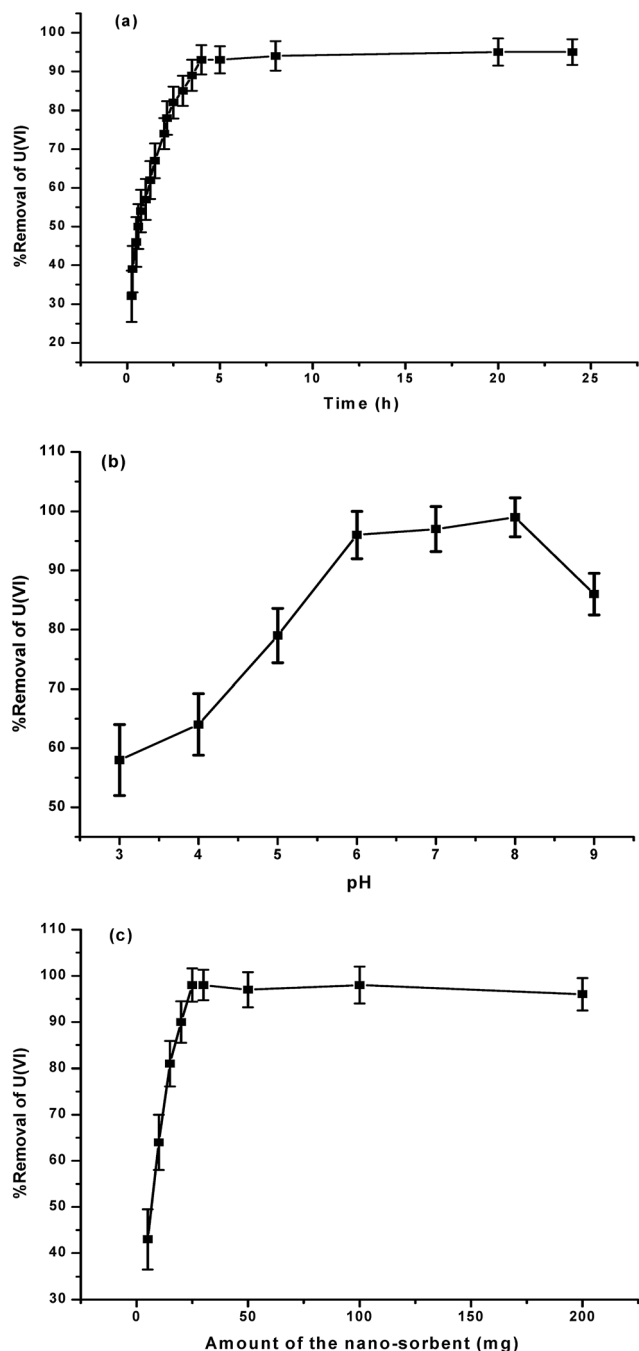 (a)
%Removal of U(VI)
100
90
80
70
60
50
40
30
20
0 5 10 15 20 25
Time (h)
(b)
%Removal of U(VI)
110
100
90
80
70
60
50
3 4 5 6 7 8 9
pH
(c)
%Removal of U(VI)
110
100
90
80
70
60
50
40
30
0 50 100 150 200
Amount of the nano-sorbent (mg)